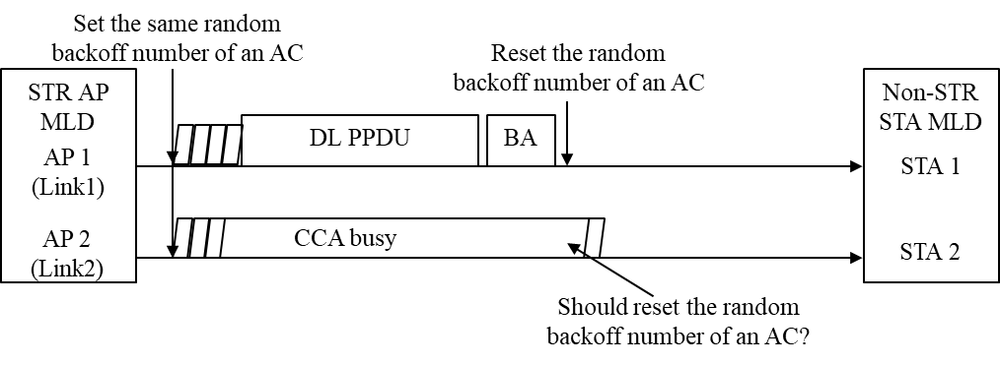 Set the same random
backoff number of an AC
Reset the random
backoff number of an AC
STR AP
MLD
AP 1
(Link1)
AP 2
(Link2)
DL PPDU
BA
CCA busy
Non-STR
STA MLD
STA 1
STA 2
Should reset the random
backoff number of an AC?